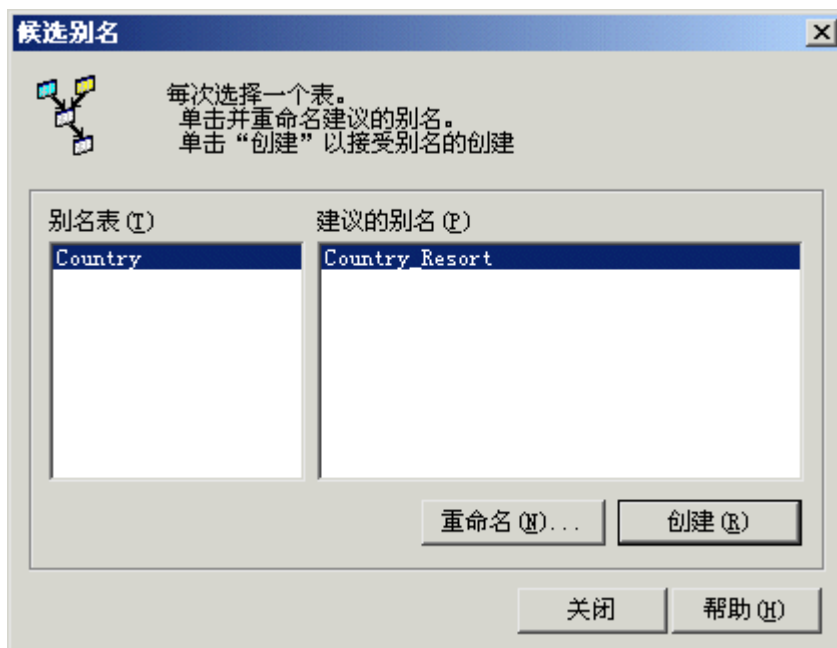 候选别名
每次选择一个表。
单击并重命名建议的别名。
单击“创建”以接受别名的创建
别名表(T) 建议的别名(P)
Country Country_Resort
重命名(N)... 创建(R)
关闭 帮助(H)